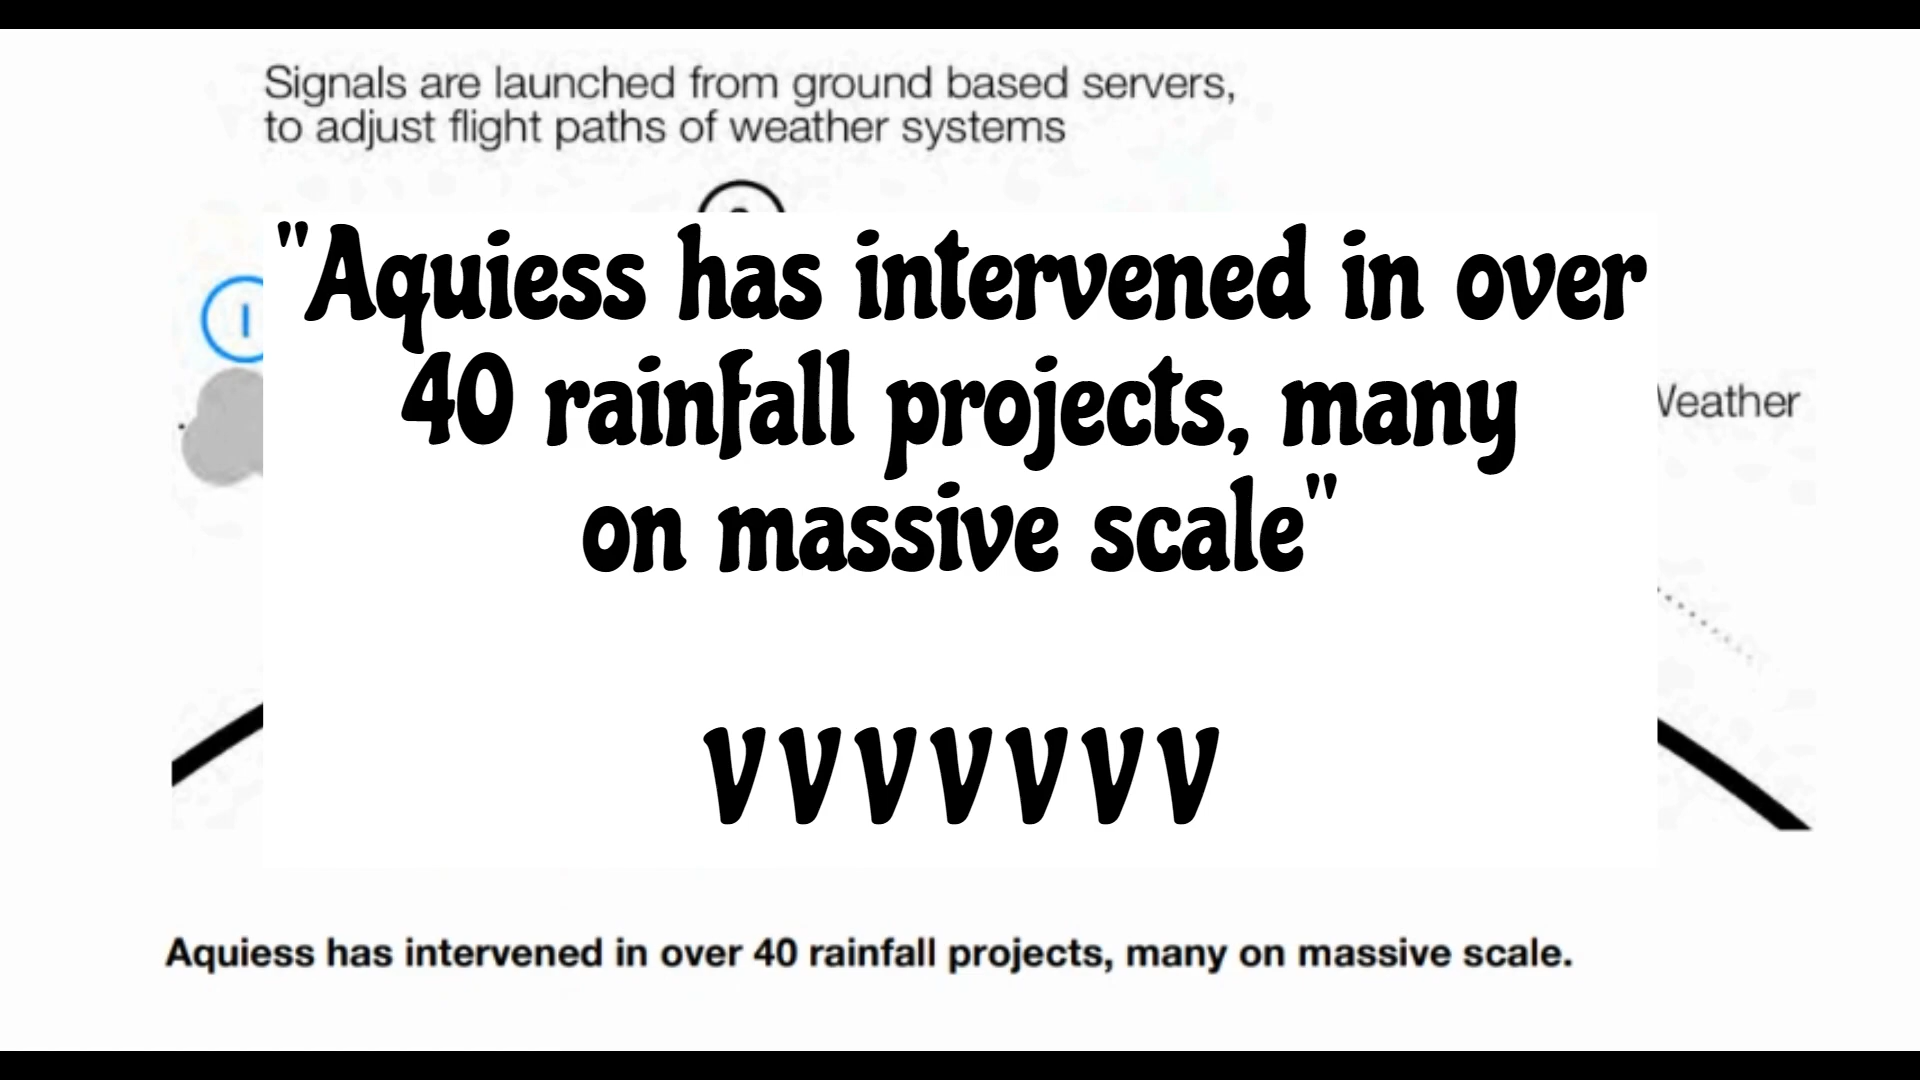 Signals are launched from ground based servers,
to adjust flight paths of weather systems
"Aquiess has intervened in over
40 rainfall projects, many
on massive scale"
Weather
VVVVVVV
Aquiess has intervened in over 40 rainfall projects, many on massive scale.